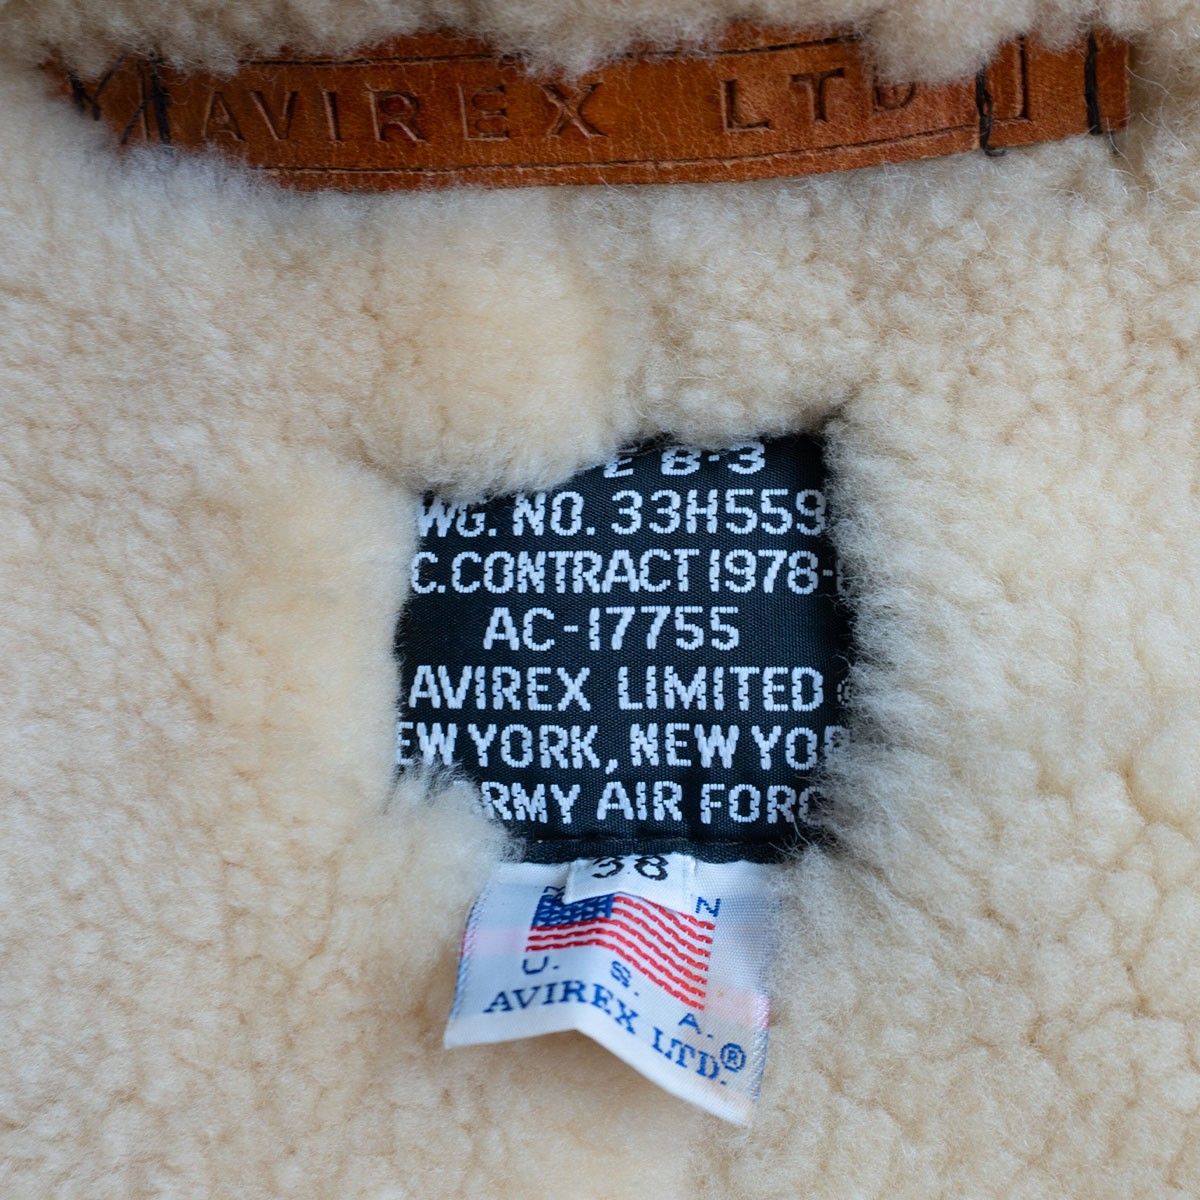 AVIREX LTD
E B-3
WG. NO. 33H559
C. CONTRACT 1978-
AC-17755
AVIREX LIMITED ®
EW YORK, NEW YOR
RMY AIR FORC
38
N
U. S. A.
AVIREX LTD.®